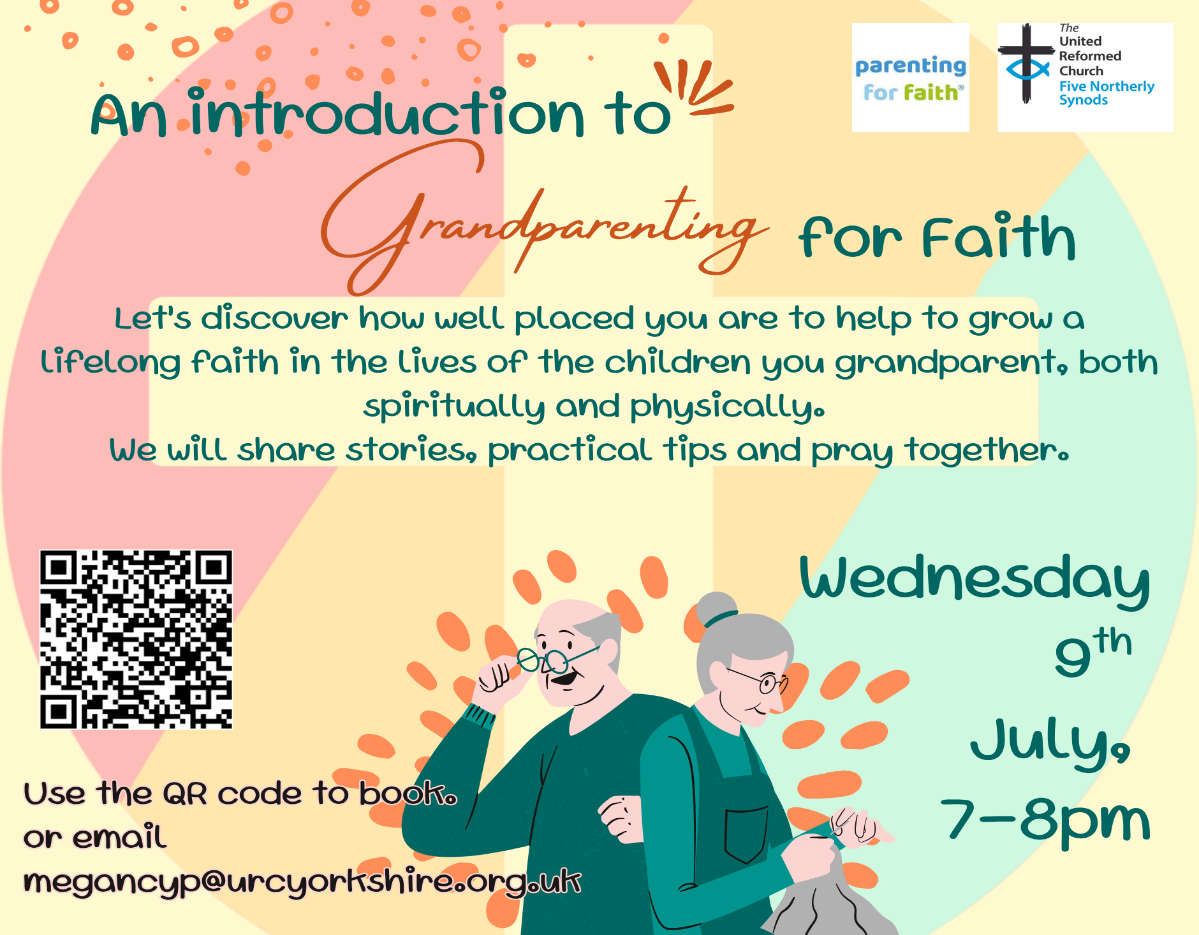 An introduction to
Grandparenting for Faith
parenting
for faith®
The
United
Reformed
Church
Five Northerly
Synods
Let's discover how well placed you are to help to grow a
lifelong faith in the lives of the children you grandparent, both
spiritually and physically.
We will share stories, practical tips and pray together.
Wednesday
9th
July,
7-8pm
Use the QR code to book.
or email
megancyp@urcyorkshire.org.uk